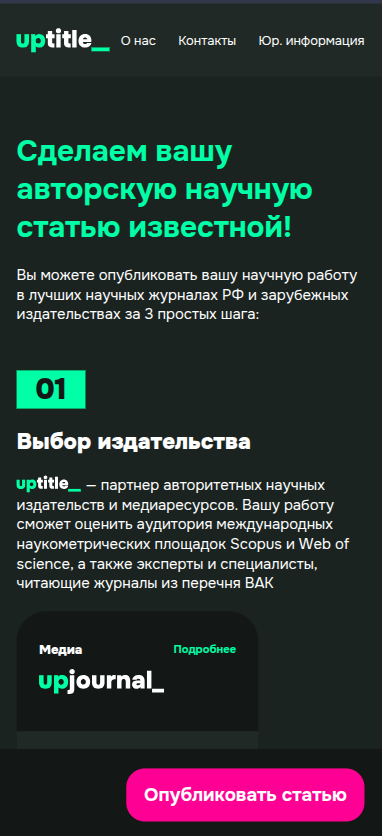 uptitle_ О нас Контакты Юр. информация
Сделаем вашу
авторскую научную
статью известной!
Вы можете опубликовать вашу научную работу
в лучших научных журналах РФ и зарубежных
издательствах за 3 простых шага:
01
Выбор издательства
uptitle_ — партнер авторитетных научных
издательств и медиаресурсов. Вашу работу
сможет оценить аудитория международных
наукометрических площадок Scopus и Web of
science, а также эксперты и специалисты,
читающие журналы из перечня ВАК
Медиа Подробнее
upjournal_
Опубликовать статью